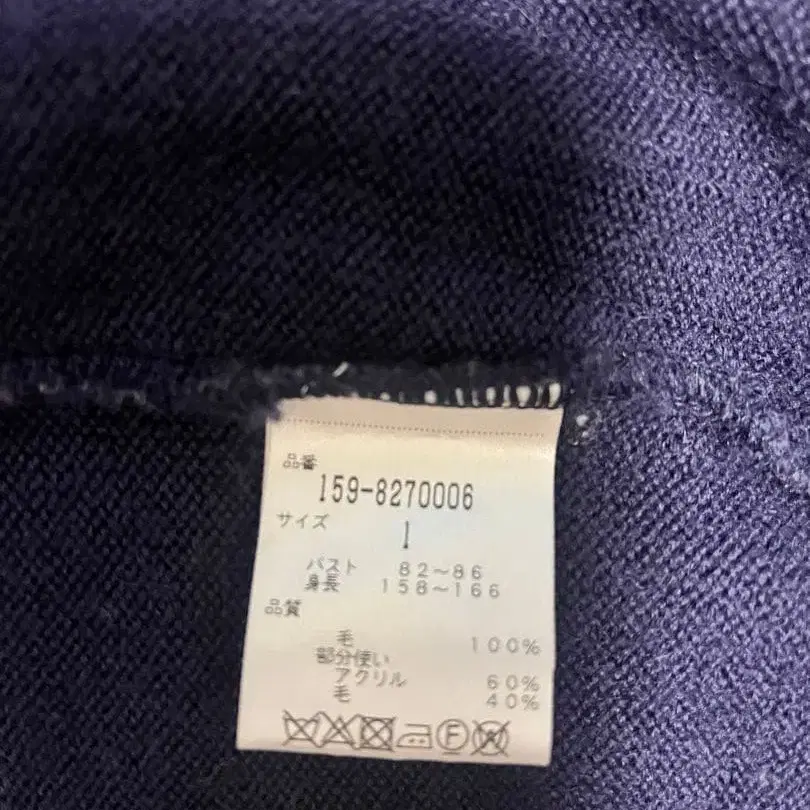 品番
159-8270006
サイズ
1
バスト 82～86
身長 158～166
品質
毛 100%
部分使い
アクリル 60%
毛 40%
F W